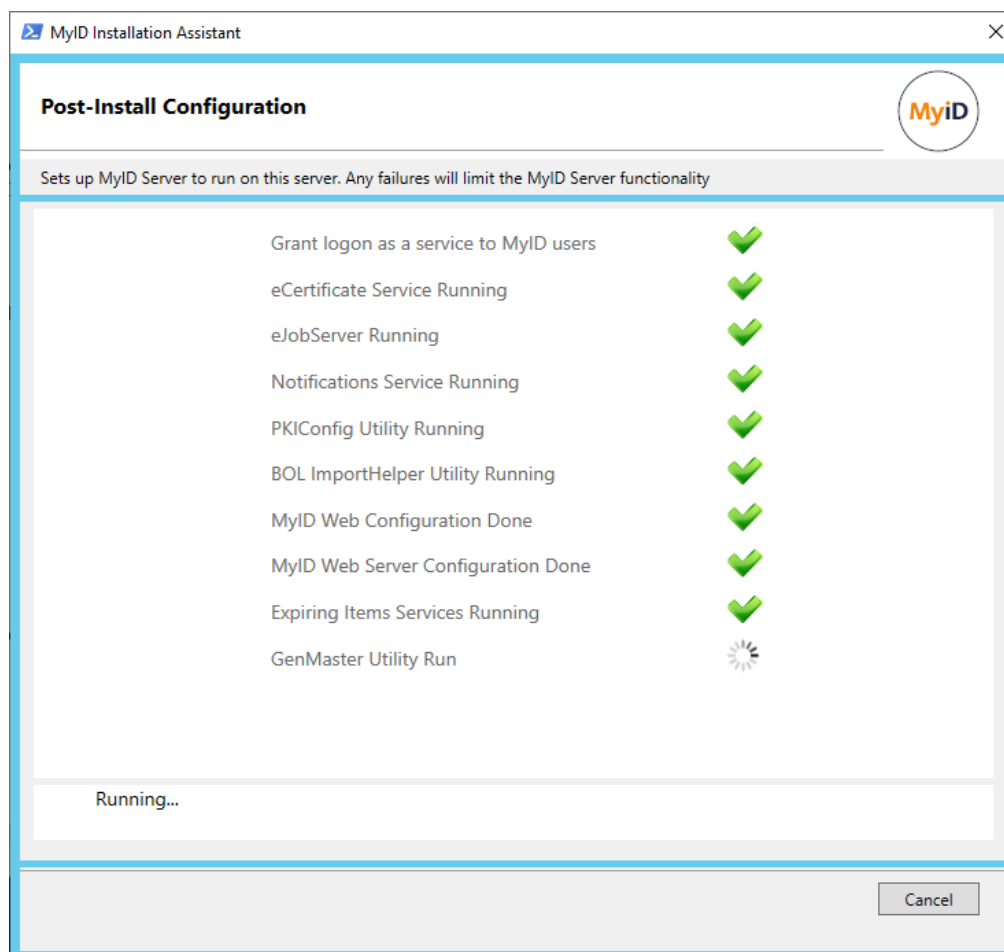 MyID Installation Assistant
Post-Install Configuration
MyiD
Sets up MyID Server to run on this server. Any failures will limit the MyID Server functionality
Grant logon as a service to MyID users
eCertificate Service Running
eJobServer Running
Notifications Service Running
PKIConfig Utility Running
BOL ImportHelper Utility Running
MyID Web Configuration Done
MyID Web Server Configuration Done
Expiring Items Services Running
GenMaster Utility Run
Running...
Cancel